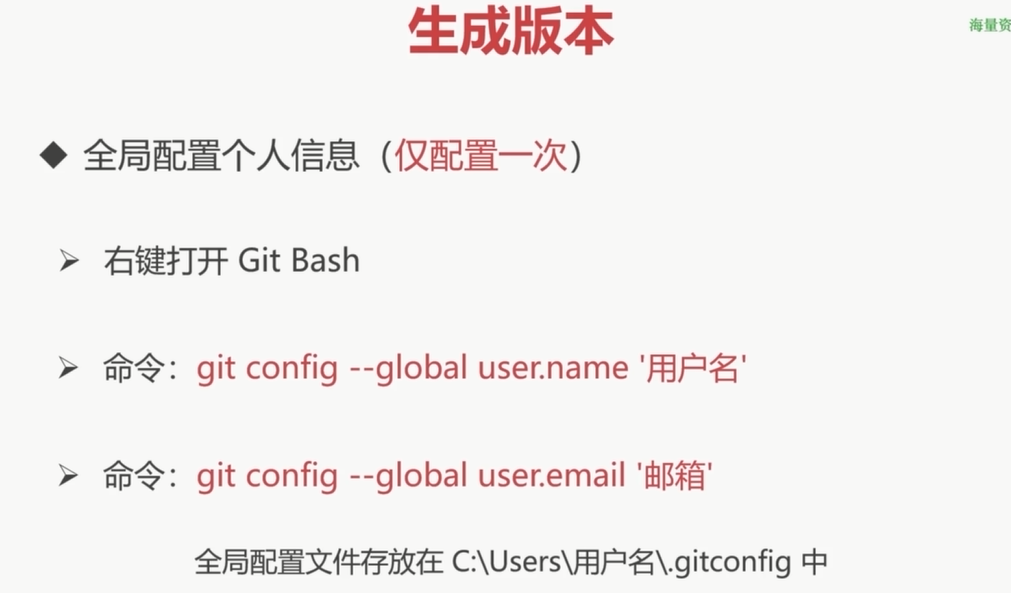 生成版本
海量资
全局配置个人信息（仅配置一次）
右键打开 Git Bash
命令：git config --global user.name '用户名'
命令：git config --global user.email '邮箱'
全局配置文件存放在 C:\Users\用户名\.gitconfig 中